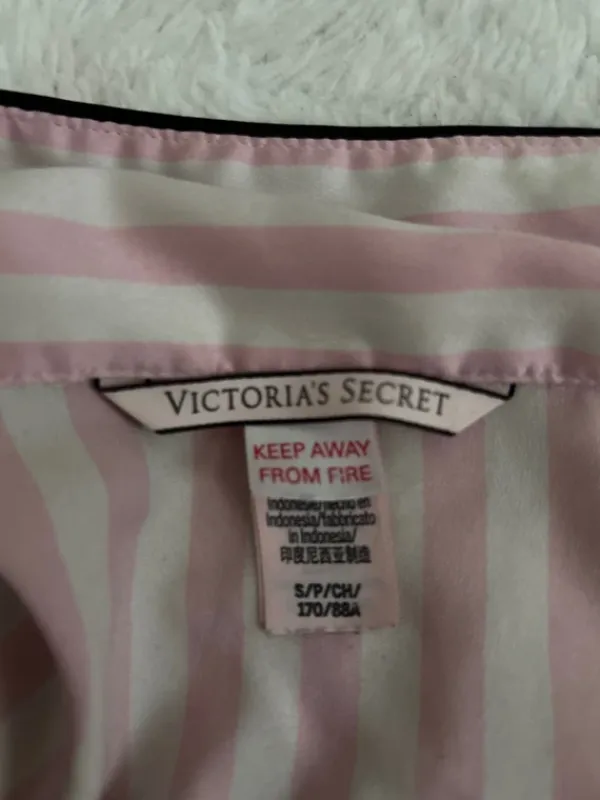 VICTORIA'S SECRET
KEEP AWAY
FROM FIRE
Indonesia/Hecho en
Indonesia/fabbricato
in Indonesia/
印度尼西亚制造
S/P/CH/
170/88A